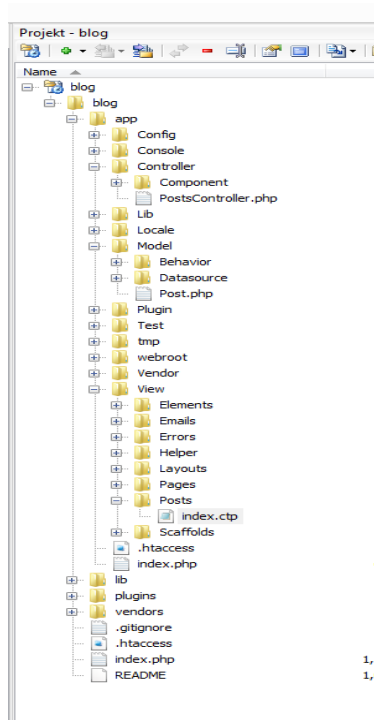 Projekt - blog
Name
blog
blog
app
Config
Console
Controller
Component
PostsController.php
Lib
Locale
Model
Behavior
Datasource
Post.php
Plugin
Test
tmp
webroot
Vendor
View
Elements
Emails
Errors
Helper
Layouts
Pages
Posts
index.ctp
Scaffolds
.htaccess
index.php
lib
plugins
vendors
.gitignore
.htaccess
index.php 1,
README 1,